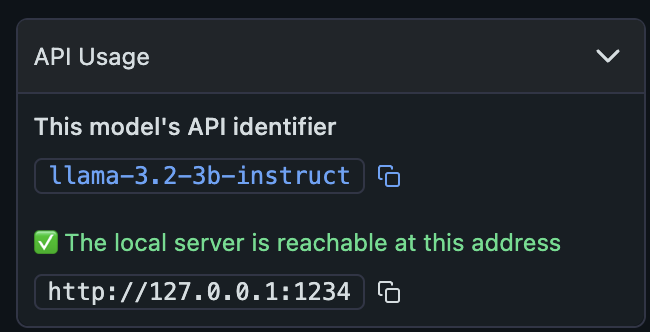 API Usage
This model's API identifier
llama-3.2-3b-instruct
✅ The local server is reachable at this address
http://127.0.0.1:1234